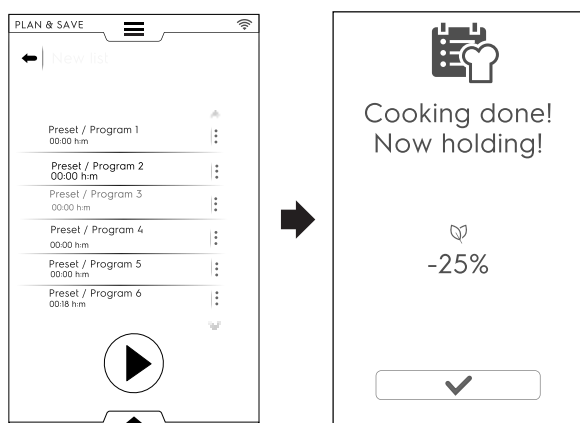 PLAN & SAVE
New list
Preset / Program 1
00:00 h:m
Preset / Program 2
00:00 h:m
Preset / Program 3
00:00 h:m
Preset / Program 4
00:00 h:m
Preset / Program 5
00:00 h:m
Preset / Program 6
00:18 h:m
Cooking done!
Now holding!
-25%